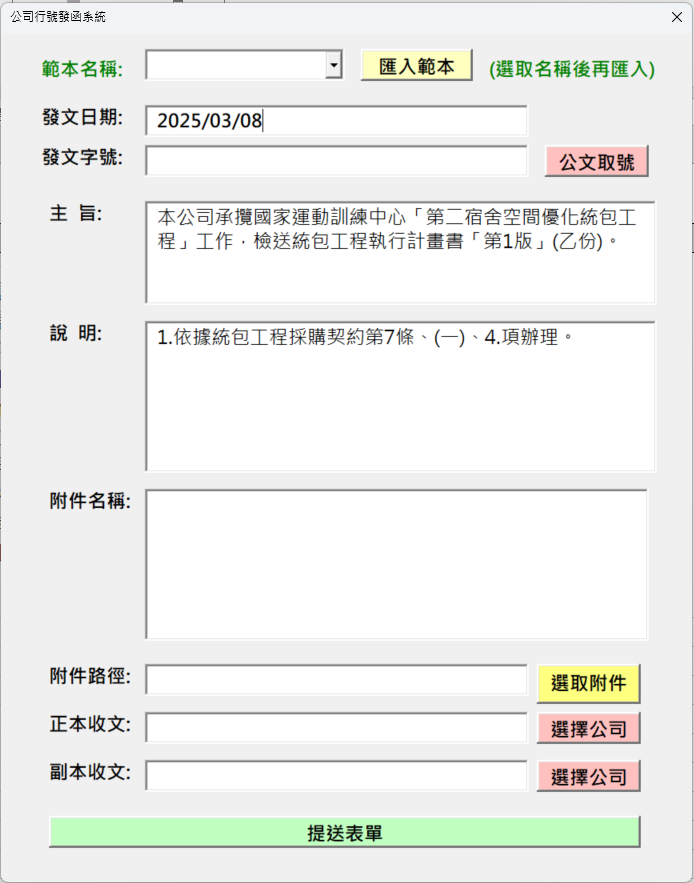 公司行號發函系統
範本名稱:
匯入範本
(選取名稱後再匯入)
發文日期:
2025/03/08
發文字號:
公文取號
主 旨:
本公司承攬國家運動訓練中心「第二宿舍空間優化統包工
程」工作，檢送統包工程執行計畫書「第1版」(乙份)。
說 明:
1.依據統包工程採購契約第7條、(一)、4.項辦理。
附件名稱:
附件路徑:
選取附件
正本收文:
選擇公司
副本收文:
選擇公司
提送表單